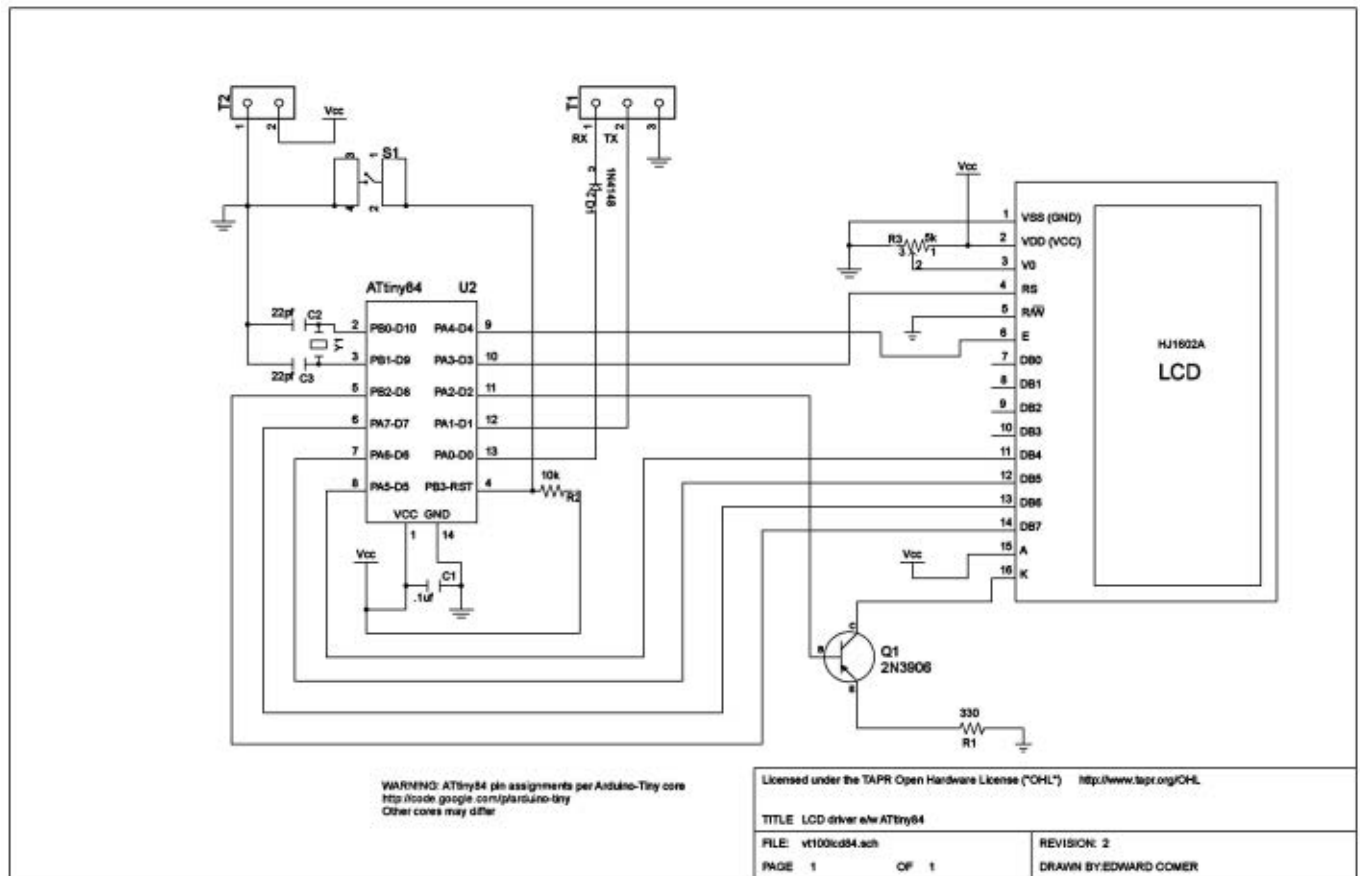 T2
1
2
Vcc
3
1
S1
4
2
T1
1
2
3
RX
TX
1N4148
D1
ATtiny84
U2
22pf
C2
Y1
22pf
C3
2
PB0-D10
PA4-D4
9
3
PB1-D9
PA3-D3
10
5
PB2-D8
PA2-D2
11
6
PA7-D7
PA1-D1
12
7
PA6-D6
PA0-D0
13
8
PA5-D5
PB3-RST
4
10k
R2
VCC
GND
1
14
Vcc
C1
.1uf
Vcc
R3
5k
3
1
2
1
VSS (GND)
2
VDD (VCC)
3
V0
4
RS
5
R/W
6
E
7
DB0
8
DB1
9
DB2
10
DB3
11
DB4
12
DB5
13
DB6
14
DB7
15
A
16
K
HJ1602A
LCD
Vcc
C
B
E
Q1
2N3906
330
R1
WARNING: ATtiny84 pin assignments per Arduino-Tiny core
http://code.google.com/p/arduino-tiny
Other cores may differ
Licensed under the TAPR Open Hardware License ("OHL") http://www.tapr.org/OHL
TITLE LCD driver e/w ATtiny84
FILE: vt100lcd84.sch
REVISION: 2
PAGE 1 OF 1
DRAWN BY:EDWARD COMER